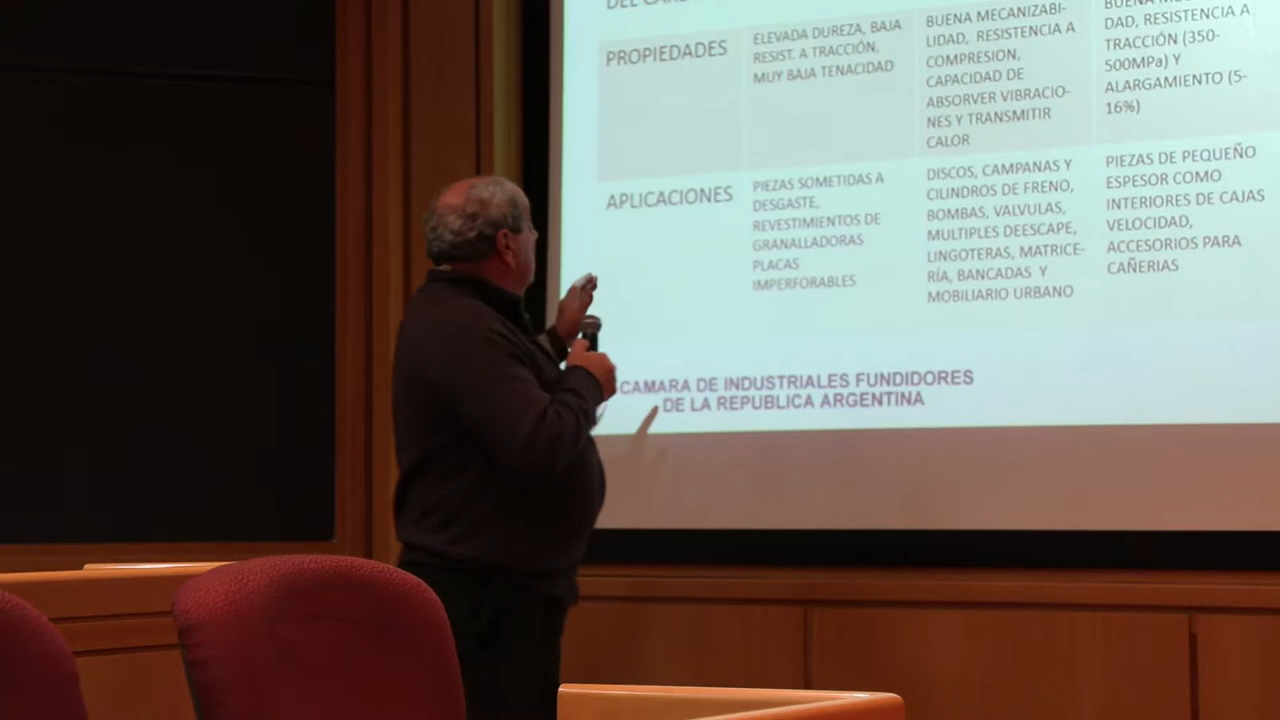 PROPIEDADES
ELEVADA DUREZA, BAJA
RESIST. A TRACCIÓN,
MUY BAJA TENACIDAD
BUENA MECANIZABI-
LIDAD, RESISTENCIA A
COMPRESION,
CAPACIDAD DE
ABSORVER VIBRACIO-
NES Y TRANSMITIR
CALOR
DAD, RESISTENCIA A
TRACCIÓN (350-
500MPa) Y
ALARGAMIENTO (5-
16%)
APLICACIONES
PIEZAS SOMETIDAS A
DESGASTE,
REVESTIMIENTOS DE
GRANALLADORAS
PLACAS
IMPERFORABLES
DISCOS, CAMPANAS Y
CILINDROS DE FRENO,
BOMBAS, VALVULAS,
MULTIPLES DEESCAPE,
LINGOTERAS, MATRICE-
RÍA, BANCADAS Y
MOBILIARIO URBANO
PIEZAS DE PEQUEÑO
ESPESOR COMO
INTERIORES DE CAJAS
VELOCIDAD,
ACCESORIOS PARA
CAÑERIAS
CAMARA DE INDUSTRIALES FUNDIDORES
DE LA REPUBLICA ARGENTINA